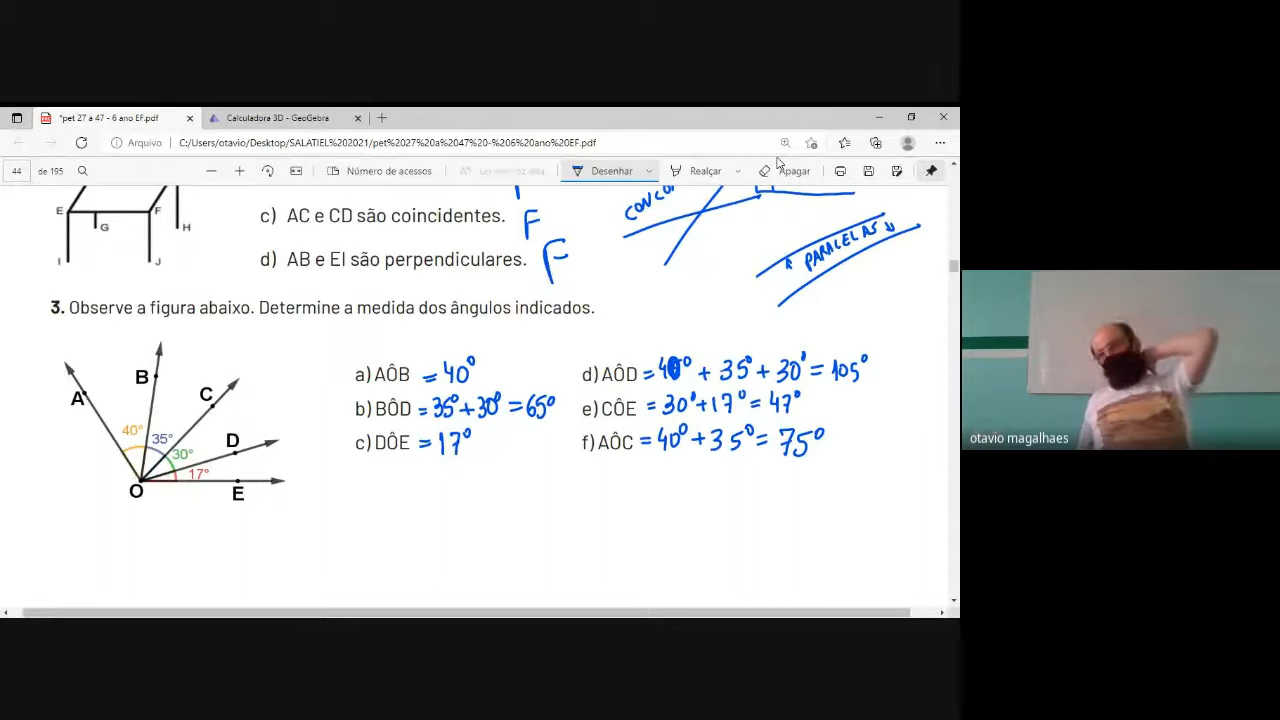 *pet 27 a 47 - 6 ano EF.pdf
Calculadora 3D - GeoGebra
Arquivo C:/Users/otavio/Desktop/SALATIEL%202021/pet%2027%20a%2047%20-%206%20ano%20EF.pdf
44 de 195 Número de acessos Desenhar Realçar Apagar
E F G H I J
c) AC e CD são coincidentes. F
d) AB e EI são perpendiculares. F
PARALELAS
3. Observe a figura abaixo. Determine a medida dos ângulos indicados.
A B C D E O
40° 35° 30° 17°
a) AÔB = 40°
b) BÔD = 35° + 30° = 65°
c) DÔE = 17°
d) AÔD = 40° + 35° + 30° = 105°
e) CÔE = 30° + 17° = 47°
f) AÔC = 40° + 35° = 75°
otavio magalhaes